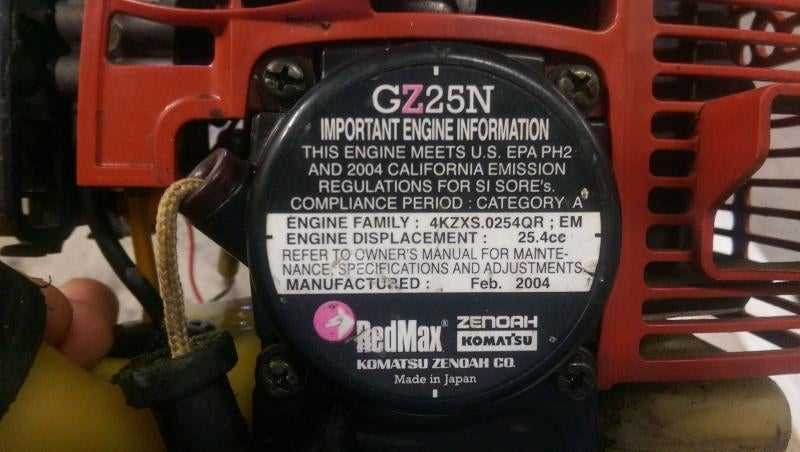 GZ25N
IMPORTANT ENGINE INFORMATION
THIS ENGINE MEETS U.S. EPA PH2
AND 2004 CALIFORNIA EMISSION
REGULATIONS FOR SI SORE's.
COMPLIANCE PERIOD : CATEGORY A
ENGINE FAMILY : 4KZXS.0254QR ; EM
ENGINE DISPLACEMENT : 25.4cc
REFER TO OWNER'S MANUAL FOR MAINTE-
NANCE, SPECIFICATIONS AND ADJUSTMENTS.
MANUFACTURED : Feb. 2004
RedMax® ZENOAH
KOMATSU
KOMATSU ZENOAH CO.
Made in Japan